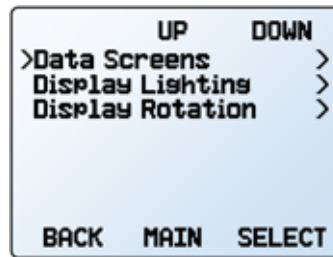 UP DOWN
>Data Screens >
Display Lighting >
Display Rotation >
BACK MAIN SELECT